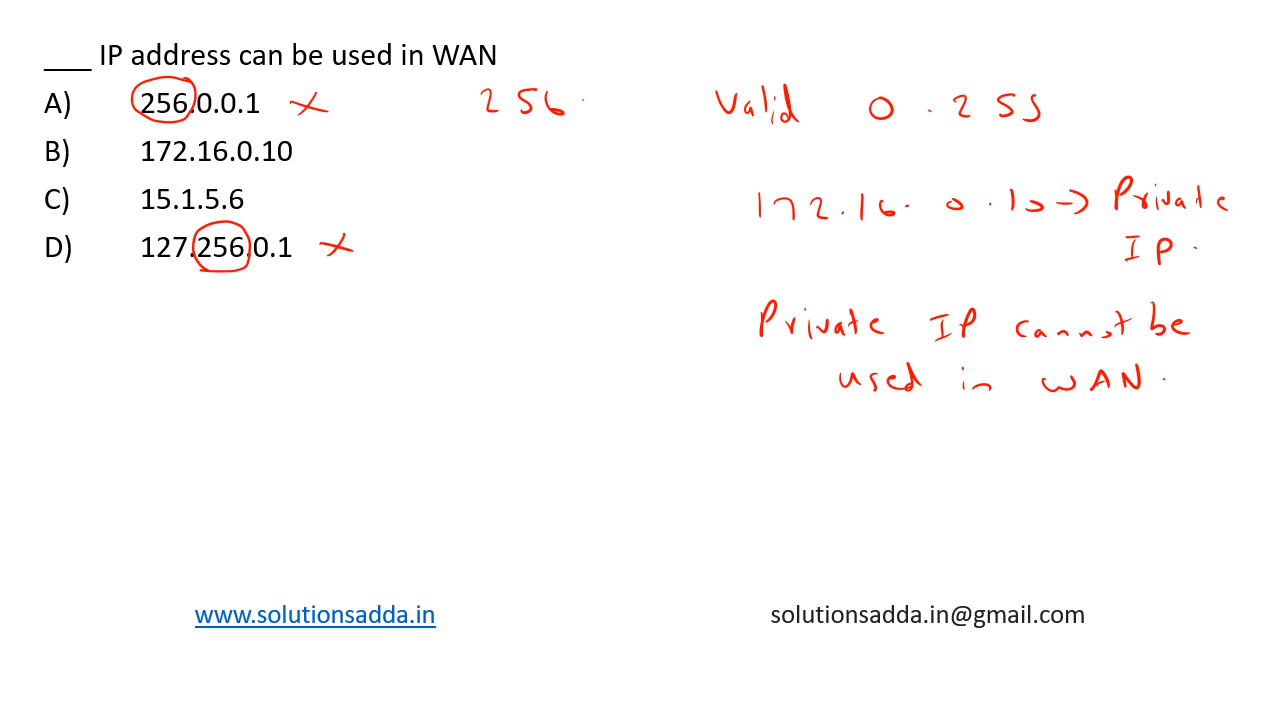 ___ IP address can be used in WAN
A) 256.0.0.1 × 256. Valid 0.255
B) 172.16.0.10
C) 15.1.5.6 172.16.0.10 → Private
D) 127.256.0.1 × IP.
Private IP cannot be
used in WAN.
www.solutionsadda.in solutionsadda.in@gmail.com